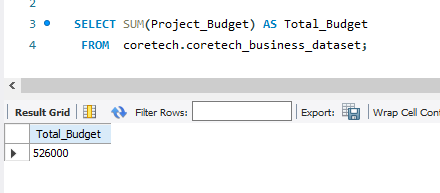 2
3 SELECT SUM(Project_Budget) AS Total_Budget
4 FROM coretech.coretech_business_dataset;
Result Grid Filter Rows: Export: Wrap Cell Cont
Total_Budget
526000